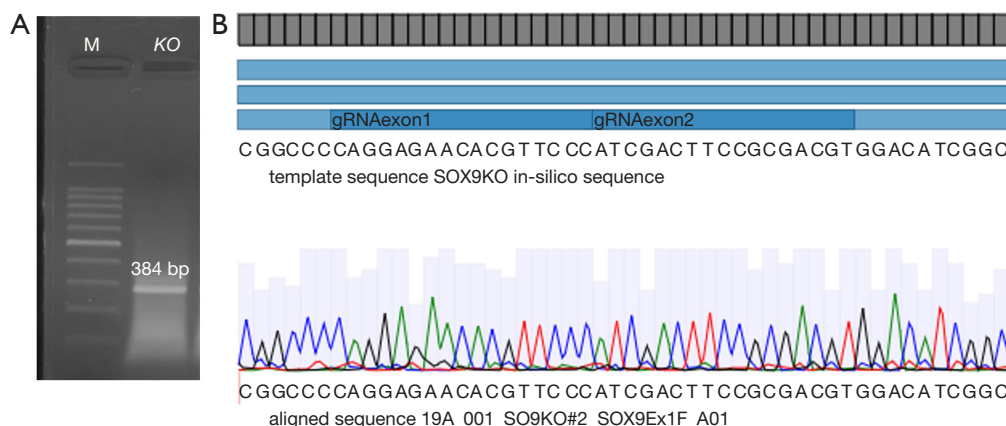 A
M KO
384 bp
B
gRNAexon1 gRNAexon2
CGGCCCCAGGAGAACACGTTCCCATCGACTTCCGCGACGTGGACATCGGC
template sequence SOX9KO in-silico sequence
CGGCCCCAGGAGAACACGTTCCCATCGACTTCCGCGACGTGGACATCGGC
aligned sequence 19A_001_SO9KO#2_SOX9Ex1F_A01